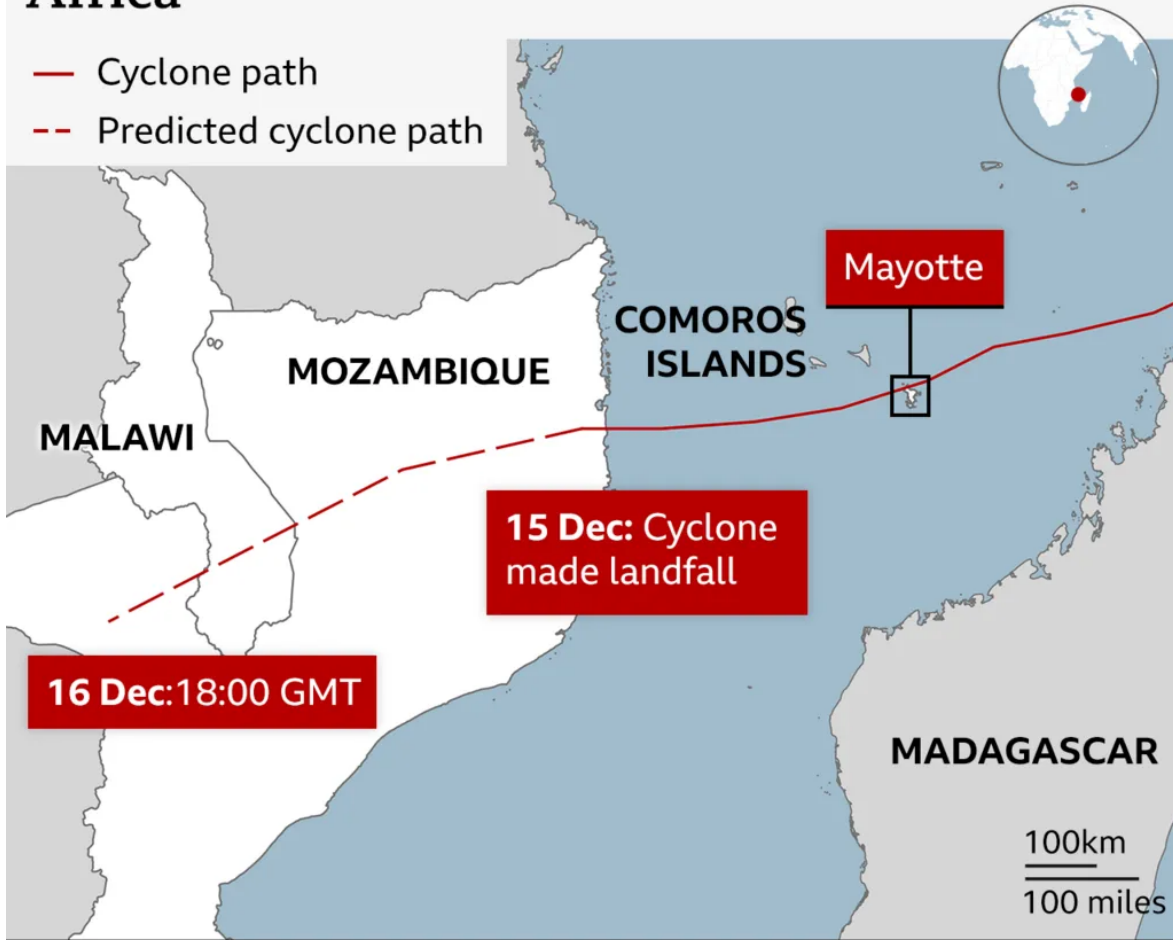 Africa
Cyclone path
Predicted cyclone path
Mayotte
COMOROS
ISLANDS
MOZAMBIQUE
MALAWI
15 Dec: Cyclone
made landfall
16 Dec:18:00 GMT
MADAGASCAR
100km
100 miles